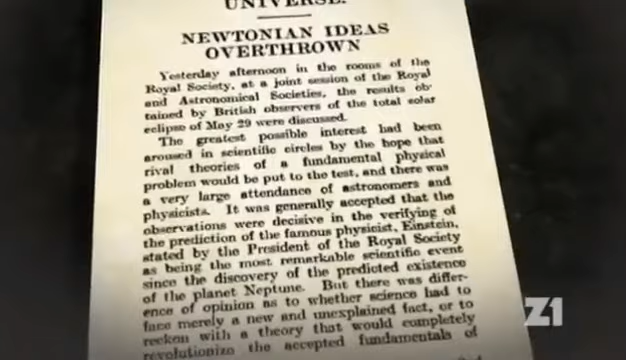 UNIVERSE.
NEWTONIAN IDEAS
OVERTHROWN
Yesterday afternoon in the rooms of the
Royal Society, at a joint session of the Royal
and Astronomical Societies, the results ob-
tained by British observers of the total solar
eclipse of May 29 were discussed.
The greatest possible interest had been
aroused in scientific circles by the hope that
rival theories of a fundamental physical
problem would be put to the test, and there was
a very large attendance of astronomers and
physicists. It was generally accepted that the
observations were decisive in the verifying of
the prediction of the famous physicist, Einstein,
stated by the President of the Royal Society
as being the most remarkable scientific event
since the discovery of the predicted existence
of the planet Neptune. But there was differ-
ence of opinion as to whether science had to
face merely a new and unexplained fact, or to
reckon with a theory that would completely
revolutionize the accepted fundamentals of
Z1